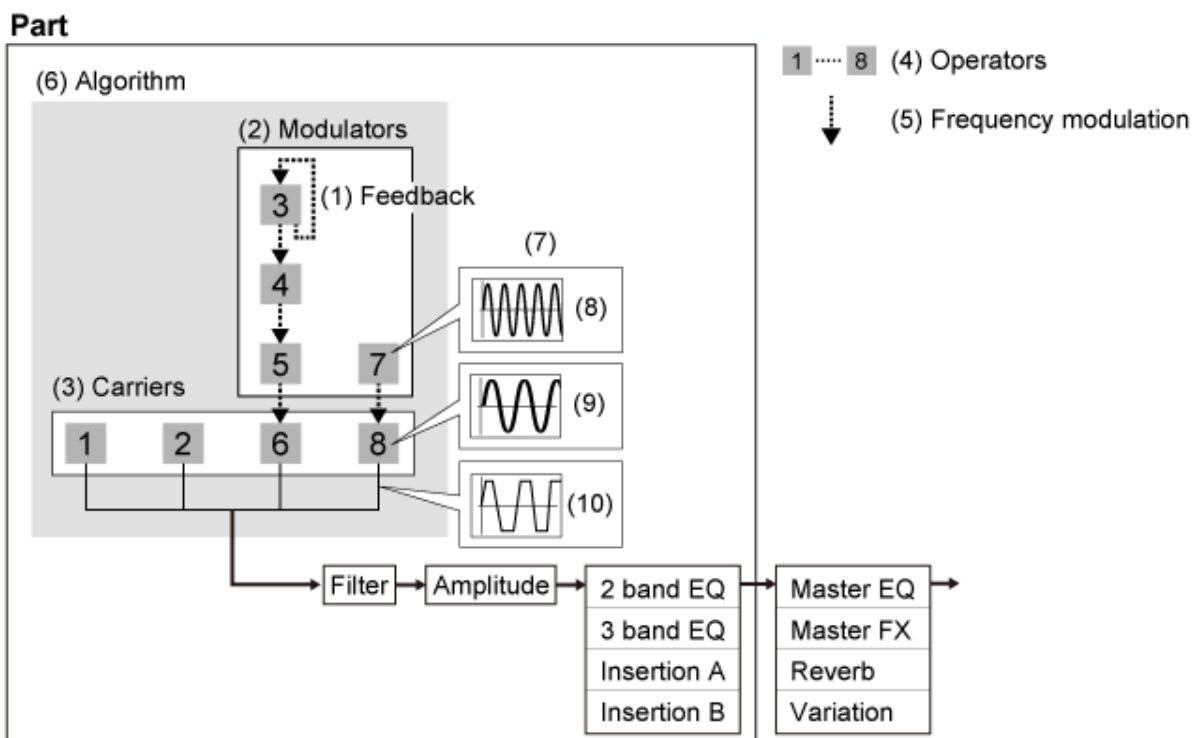 Part
(6) Algorithm
1 8 (4) Operators
(5) Frequency modulation
(2) Modulators
3 (1) Feedback
4
(7)
(8)
5 7
(3) Carriers
(9)
1 2 6 8
(10)
Filter Amplitude
2 band EQ
3 band EQ
Insertion A
Insertion B
Master EQ
Master FX
Reverb
Variation